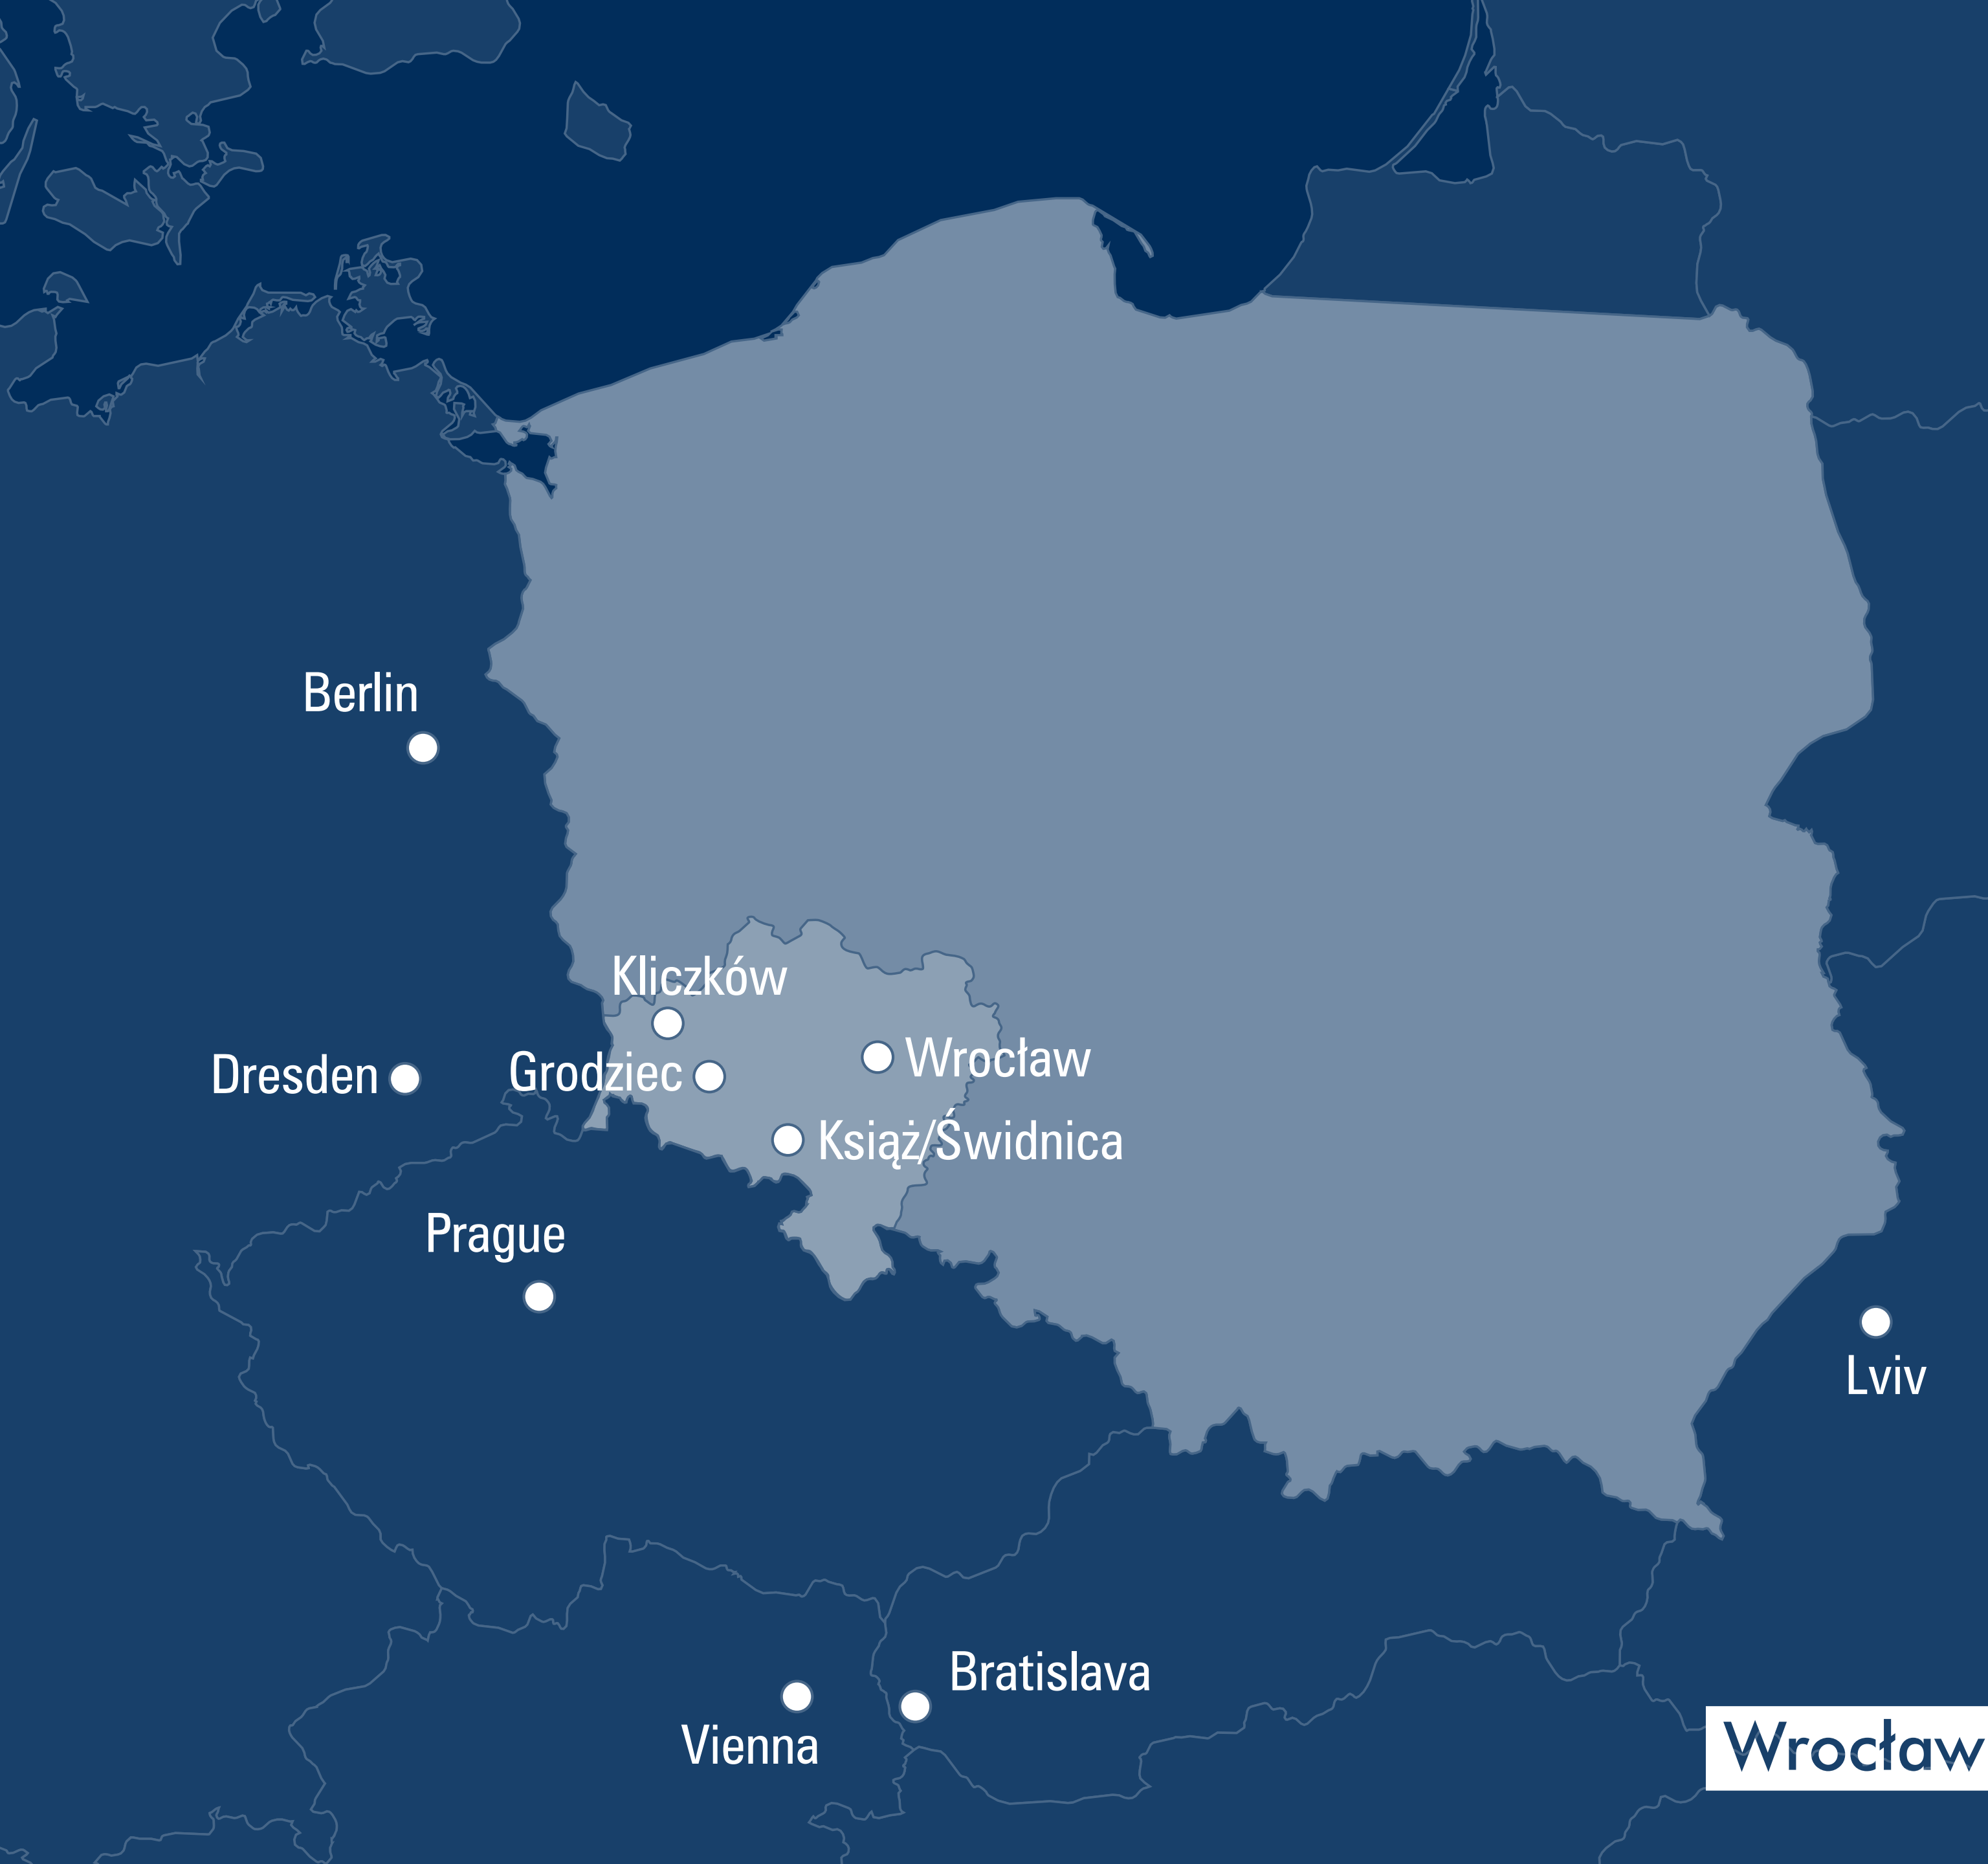 Berlin
Kliczków
Wrocław
Grodziec
Dresden
Książ/Świdnica
Prague
Lviv
Bratislava
Vienna
Wrocław